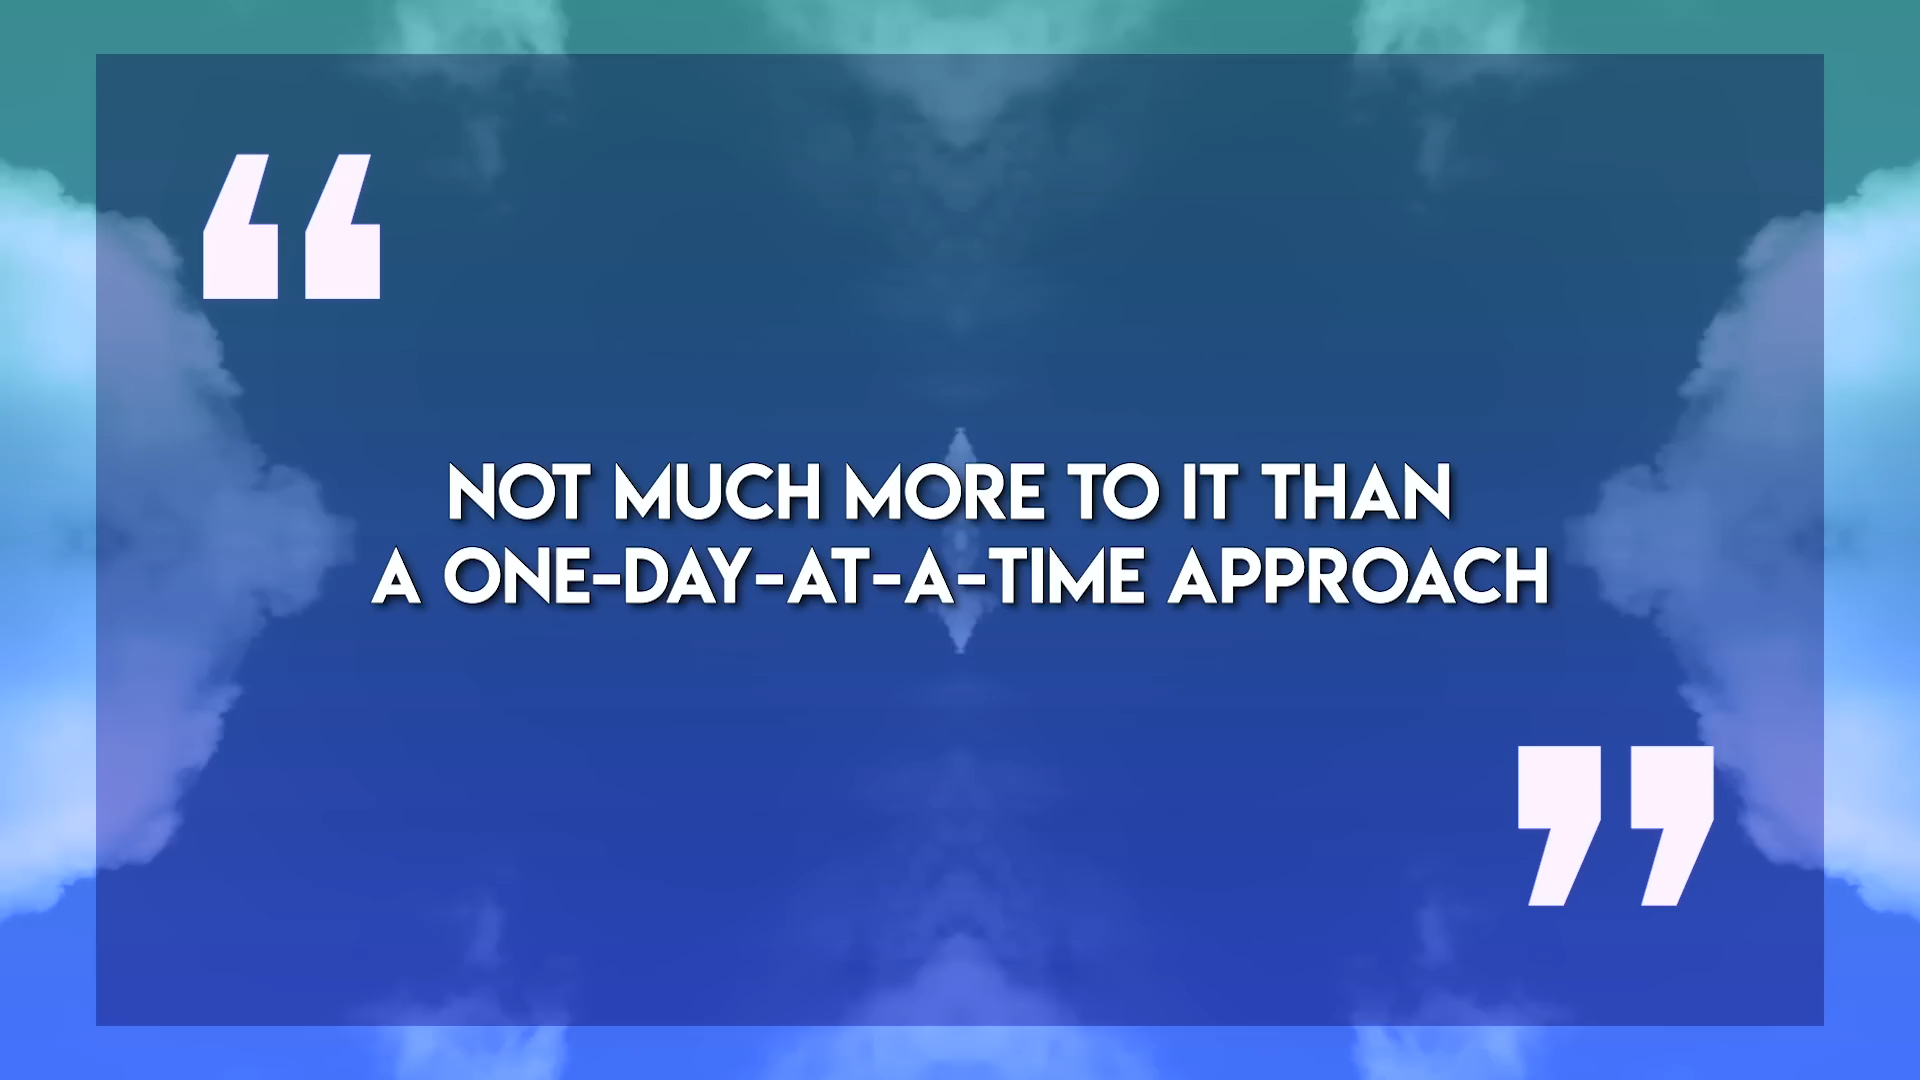 “
NOT MUCH MORE TO IT THAN
A ONE-DAY-AT-A-TIME APPROACH
”